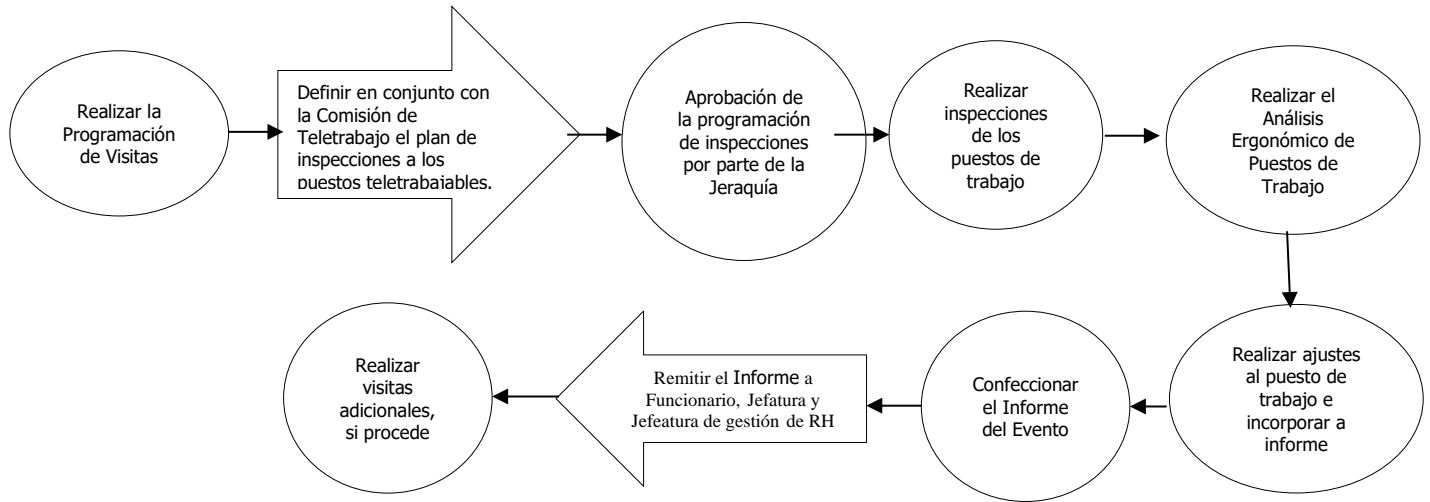 Realizar la
Programación
de Visitas
Definir en conjunto con
la Comisión de
Teletrabajo el plan de
inspecciones a los
puestos teletrabajables.
Aprobación de
la programación
de inspecciones
por parte de la
Jeraquía
Realizar
inspecciones
de los
puestos de
trabajo
Realizar el
Análisis
Ergonómico de
Puestos de
Trabajo
Realizar ajustes
al puesto de
trabajo e
incorporar a
informe
Confeccionar
el Informe
del Evento
Remitir el Informe a
Funcionario, Jefatura y
Jefeatura de gestión de RH
Realizar
visitas
adicionales,
si procede